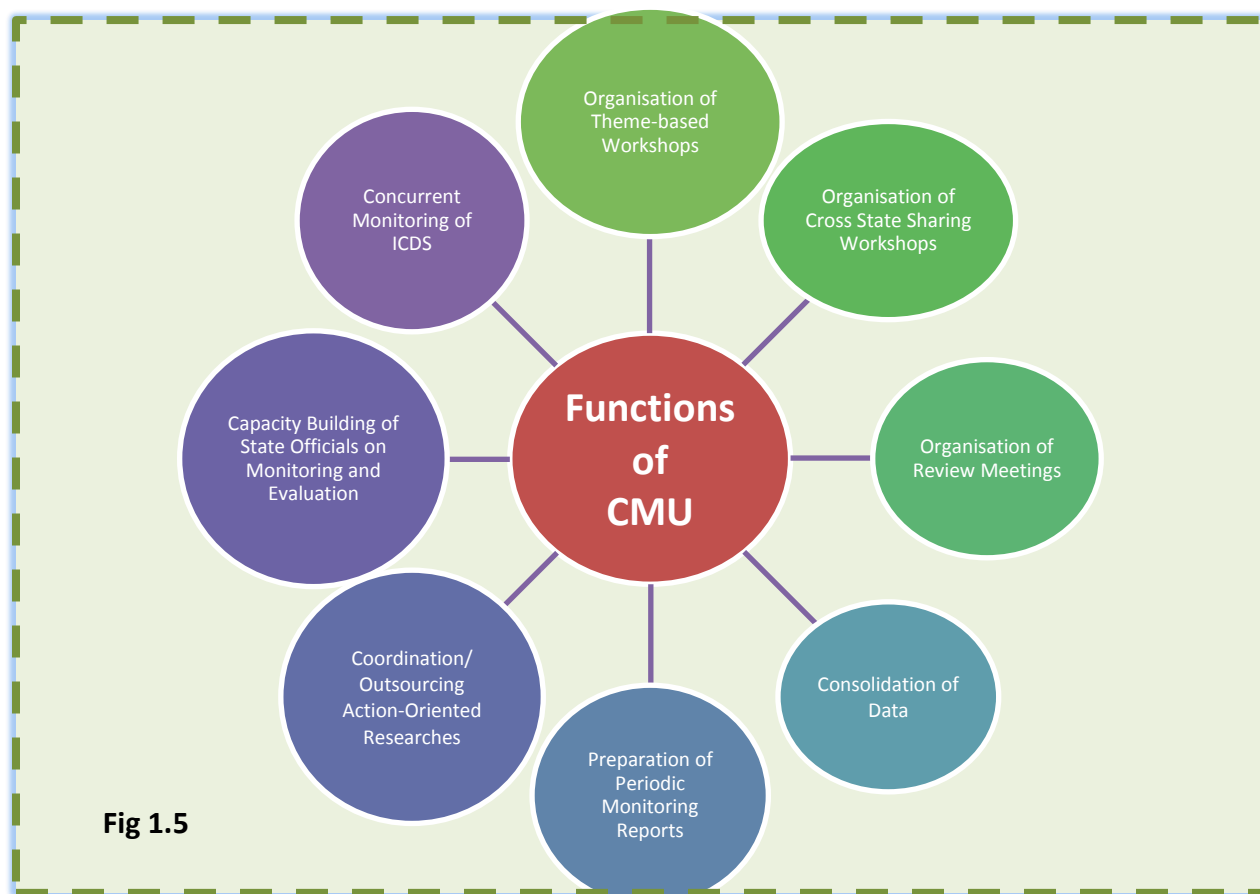 Organisation of
Theme-based
Workshops
Organisation of
Cross State Sharing
Workshops
Organisation of
Review Meetings
Consolidation of
Data
Preparation of
Periodic
Monitoring
Reports
Coordination/
Outsourcing
Action-Oriented
Researches
Capacity Building of
State Officials on
Monitoring and
Evaluation
Concurrent
Monitoring of
ICDS
Functions
of
CMU
Fig 1.5